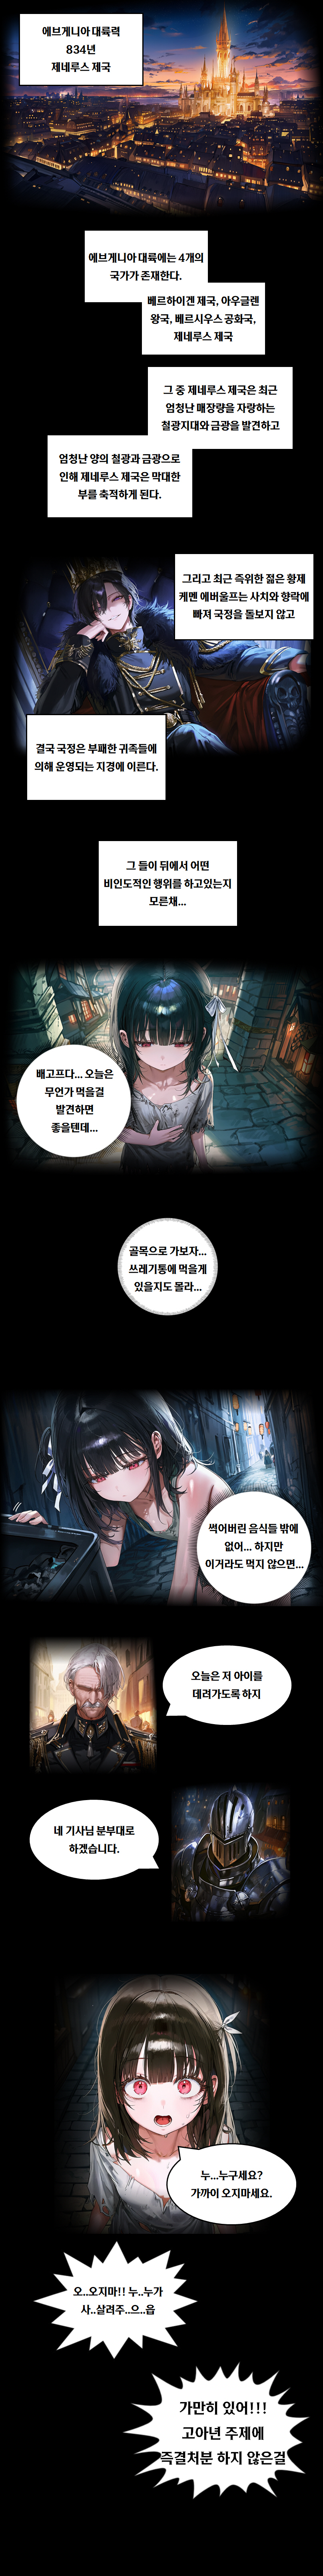 에브게니아 대륙력
834년
제네루스 제국
에브게니아 대륙에는 4개의
국가가 존재한다.
베르하이겐 제국, 아우글렌
왕국, 베르시우스 공화국,
제네루스 제국
그 중 제네루스 제국은 최근
엄청난 매장량을 자랑하는
철광지대와 금광을 발견하고
엄청난 양의 철광과 금광으로
인해 제네루스 제국은 막대한
부를 축적하게 된다.
그리고 최근 즉위한 젊은 황제
케멘 에버울프는 사치와 향락에
빠져 국정을 돌보지 않고
결국 국정은 부패한 귀족들에
의해 운영되는 지경에 이른다.
그 들이 뒤에서 어떤
비인도적인 행위를 하고있는지
모른채...
배고프다... 오늘은
무언가 먹을걸
발견하면
좋을텐데...
골목으로 가보자...
쓰레기통에 먹을게
있을지도 몰라...
썩어버린 음식들 밖에
없어... 하지만
이거라도 먹지 않으면...
오늘은 저 아이를
데려가도록 하지
네 기사님 분부대로
하겠습니다.
누...누구세요?
가까이 오지마세요.
오..오지마!! 누..누가
사..살려주..으..읍
가만히 있어!!!
고아년 주제에
즉결처분 하지 않은걸